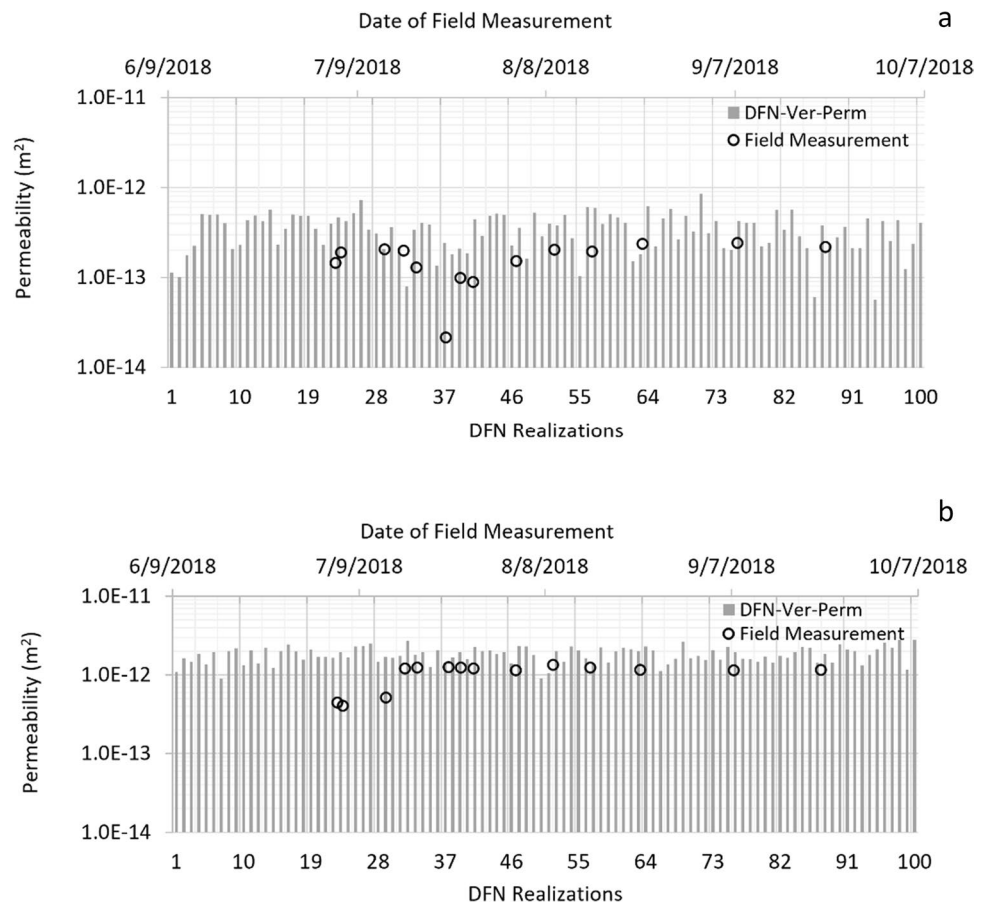 Date of Field Measurement
a
6/9/2018 7/9/2018 8/8/2018 9/7/2018 10/7/2018
1.0E-11
DFN-Ver-Perm
Field Measurement
1.0E-12
1.0E-13
1.0E-14
Permeability (m²)
1 10 19 28 37 46 55 64 73 82 91 100
DFN Realizations
b
Date of Field Measurement
6/9/2018 7/9/2018 8/8/2018 9/7/2018 10/7/2018
1.0E-11
DFN-Ver-Perm
Field Measurement
1.0E-12
1.0E-13
1.0E-14
Permeability (m²)
1 10 19 28 37 46 55 64 73 82 91 100
DFN Realizations